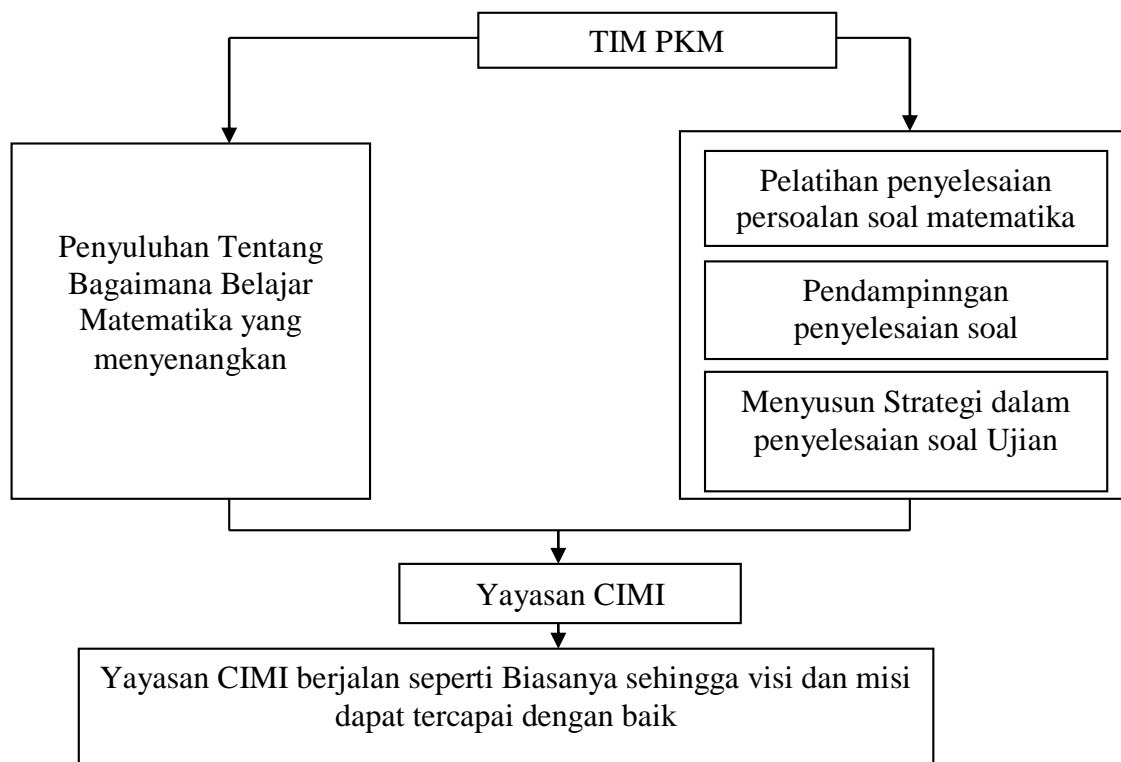 TIM PKM
Penyuluhan Tentang
Bagaimana Belajar
Matematika yang
menyenangkan
Pelatihan penyelesaian
persoalan soal matematika
Pendampinngan
penyelesaian soal
Menyusun Strategi dalam
penyelesaian soal Ujian
Yayasan CIMI
Yayasan CIMI berjalan seperti Biasanya sehingga visi dan misi
dapat tercapai dengan baik